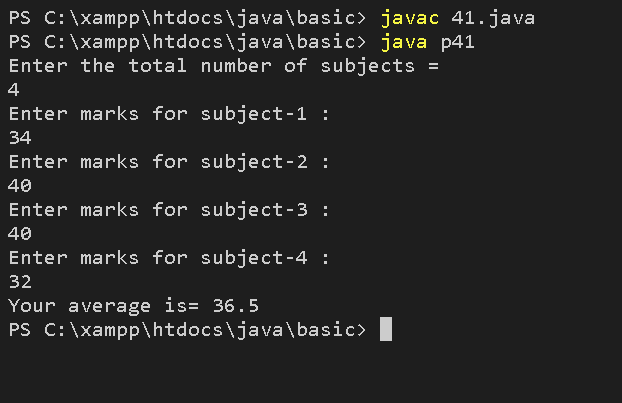 PS C:\xampp\htdocs\java\basic> javac 41.java
PS C:\xampp\htdocs\java\basic> java p41
Enter the total number of subjects =
4
Enter marks for subject-1 :
34
Enter marks for subject-2 :
40
Enter marks for subject-3 :
40
Enter marks for subject-4 :
32
Your average is= 36.5
PS C:\xampp\htdocs\java\basic>